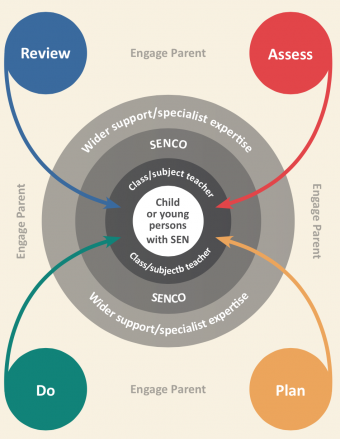 Review
Engage Parent
Assess
Wider support/specialist expertise
SENCO
Class/subject teacher
Child
or young
persons
with SEN
Engage Parent
Engage Parent
Class/subjectb teacher
SENCO
Wider support/specialist expertise
Do
Engage Parent
Plan